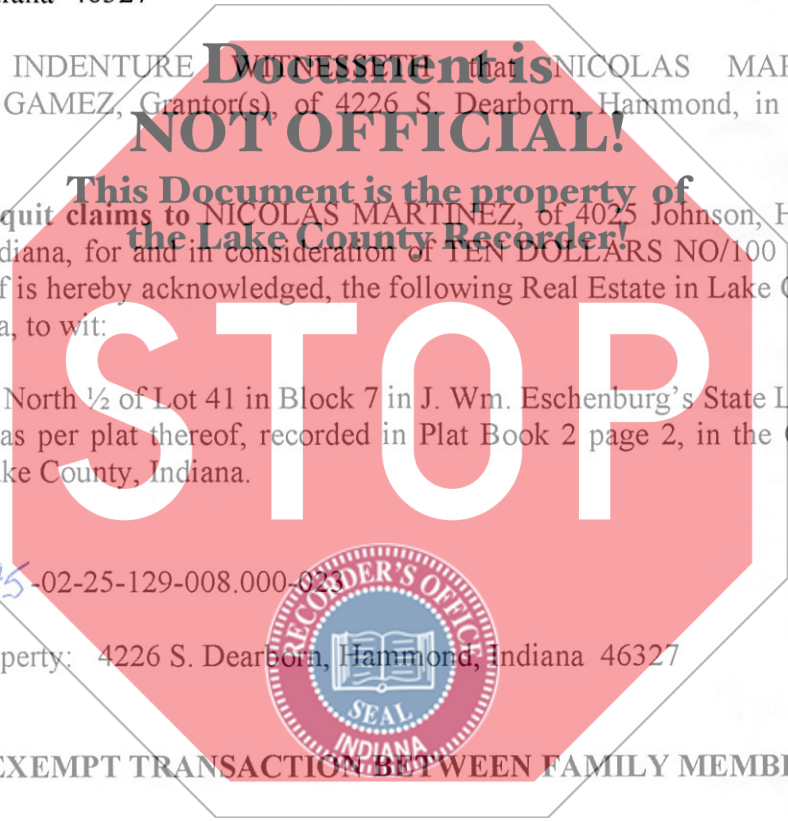 46327
Document is
INDENTURE WITNESSETH that NICOLAS MAR
GAMEZ, Grantor(s), of 4226 S. Dearborn, Hammond, in
NOT OFFICIAL!
This Document is the property of
quit claims to NICOLAS MARTINEZ, of 4025 Johnson, H
the Lake County Recorder!
diana, for and in consideration of TEN DOLLARS NO/100
f is hereby acknowledged, the following Real Estate in Lake C
a, to wit:
STOP
North ½ of Lot 41 in Block 7 in J. Wm. Eschenburg's State L
as per plat thereof, recorded in Plat Book 2 page 2, in the
ke County, Indiana.
45-02-25-129-008.000-023
RECORDER'S OFFICE
perty: 4226 S. Dearborn, Hammond, Indiana 46327
SEAL
INDIANA
EXEMPT TRANSACTION BETWEEN FAMILY MEMB